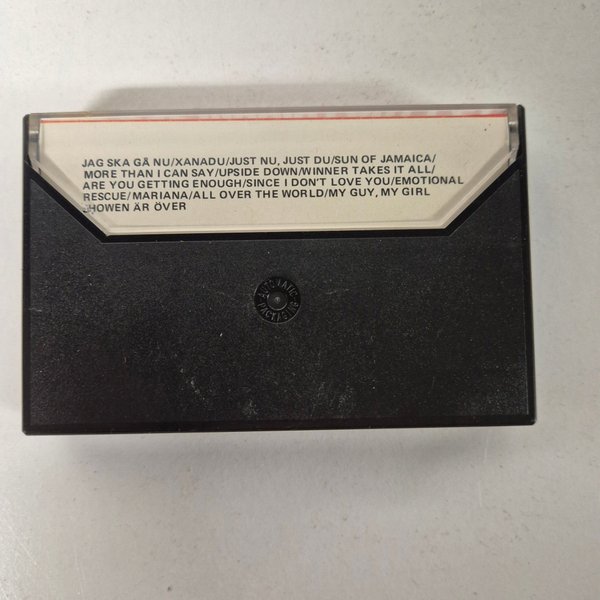 JAG SKA GÅ NU/XANADU/JUST NU, JUST DU/SUN OF JAMAICA/
MORE THAN I CAN SAY/UPSIDE DOWN/WINNER TAKES IT ALL/
ARE YOU GETTING ENOUGH/SINCE I DON'T LOVE YOU/EMOTIONAL
RESCUE/MARIANA/ALL OVER THE WORLD/MY GUY, MY GIRL
SHOWEN ÄR ÖVER
AUTOMATIC
PACKAGING